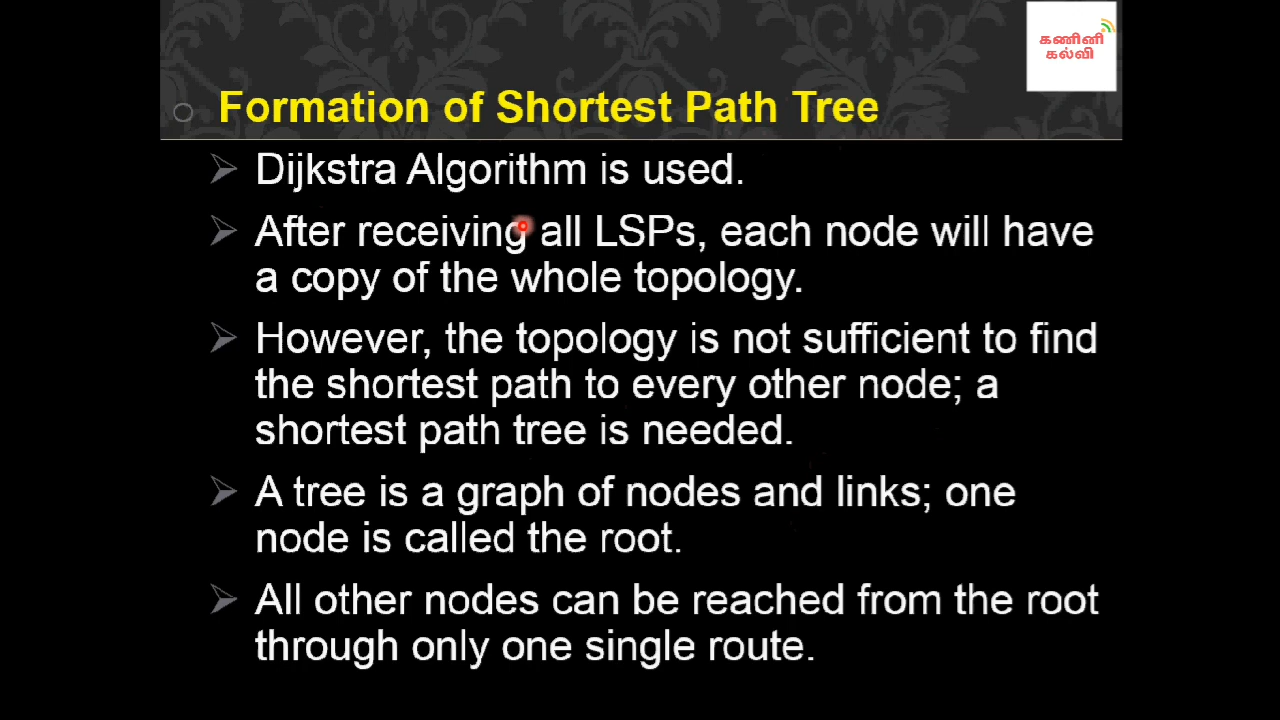 கணினி
கல்வி
Formation of Shortest Path Tree
Dijkstra Algorithm is used.
After receiving all LSPs, each node will have
a copy of the whole topology.
However, the topology is not sufficient to find
the shortest path to every other node; a
shortest path tree is needed.
A tree is a graph of nodes and links; one
node is called the root.
All other nodes can be reached from the root
through only one single route.